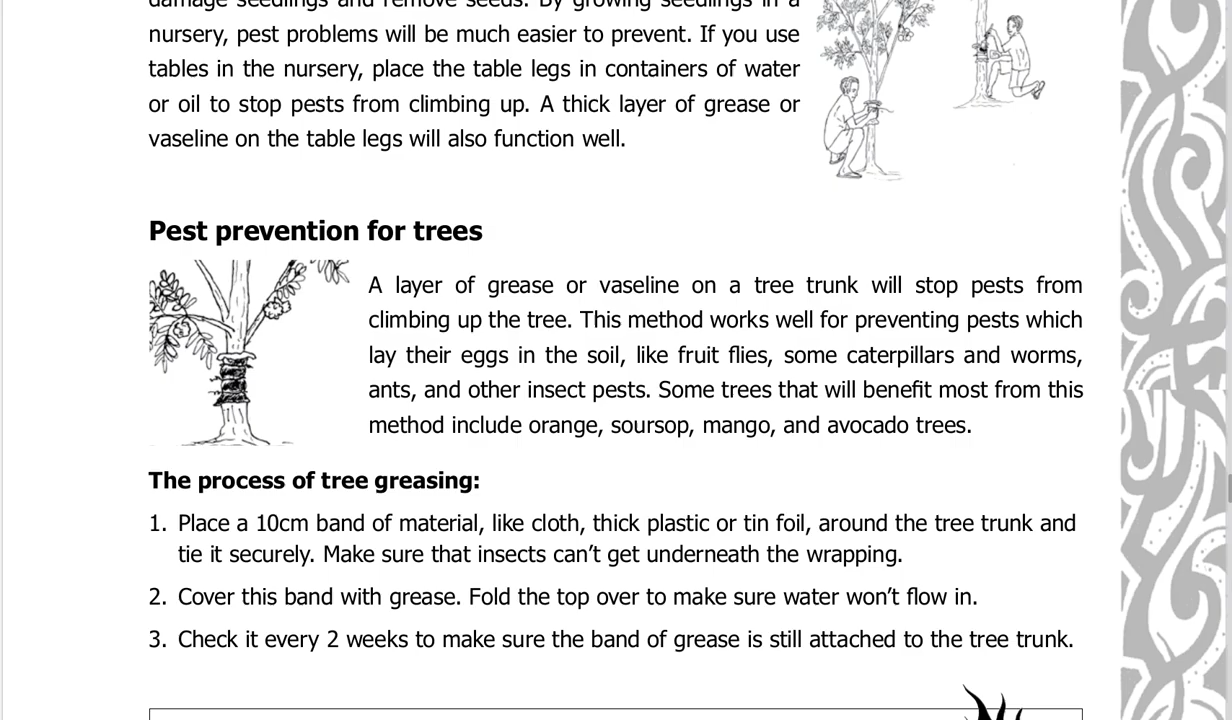 damage seedlings and remove seeds. By growing seedlings in a
nursery, pest problems will be much easier to prevent. If you use
tables in the nursery, place the table legs in containers of water
or oil to stop pests from climbing up. A thick layer of grease or
vaseline on the table legs will also function well.
Pest prevention for trees
A layer of grease or vaseline on a tree trunk will stop pests from
climbing up the tree. This method works well for preventing pests which
lay their eggs in the soil, like fruit flies, some caterpillars and worms,
ants, and other insect pests. Some trees that will benefit most from this
method include orange, soursop, mango, and avocado trees.
The process of tree greasing:
1. Place a 10cm band of material, like cloth, thick plastic or tin foil, around the tree trunk and
tie it securely. Make sure that insects can’t get underneath the wrapping.
2. Cover this band with grease. Fold the top over to make sure water won’t flow in.
3. Check it every 2 weeks to make sure the band of grease is still attached to the tree trunk.